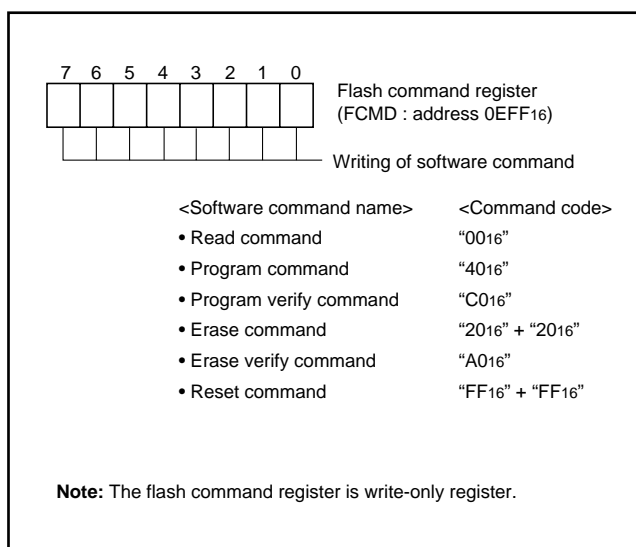 7 6 5 4 3 2 1 0
Flash command register
(FCMD : address 0EFF16)
Writing of software command
<Software command name> <Command code>
• Read command “0016”
• Program command “4016”
• Program verify command “C016”
• Erase command “2016” + “2016”
• Erase verify command “A016”
• Reset command “FF16” + “FF16”
Note: The flash command register is write-only register.